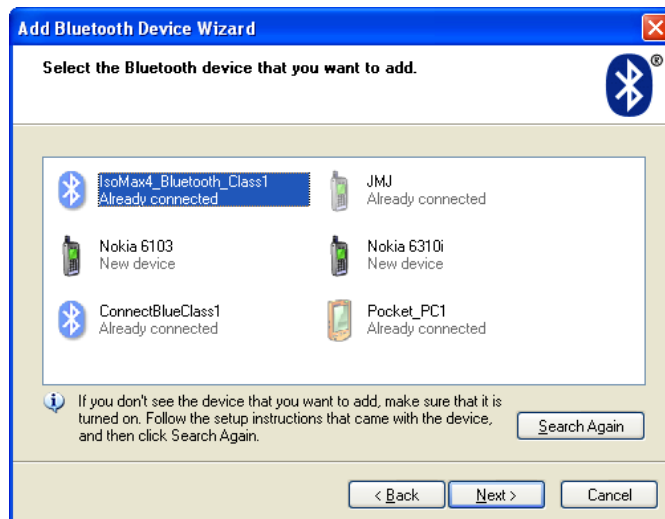 Add Bluetooth Device Wizard
Select the Bluetooth device that you want to add.
®
IsoMax4_Bluetooth_Class1
Already connected
JMJ
Already connected
Nokia 6103
New device
Nokia 6310i
New device
ConnectBlueClass1
Already connected
Pocket_PC1
Already connected
If you don't see the device that you want to add, make sure that it is
turned on. Follow the setup instructions that came with the device,
and then click Search Again.
Search Again
< Back
Next >
Cancel